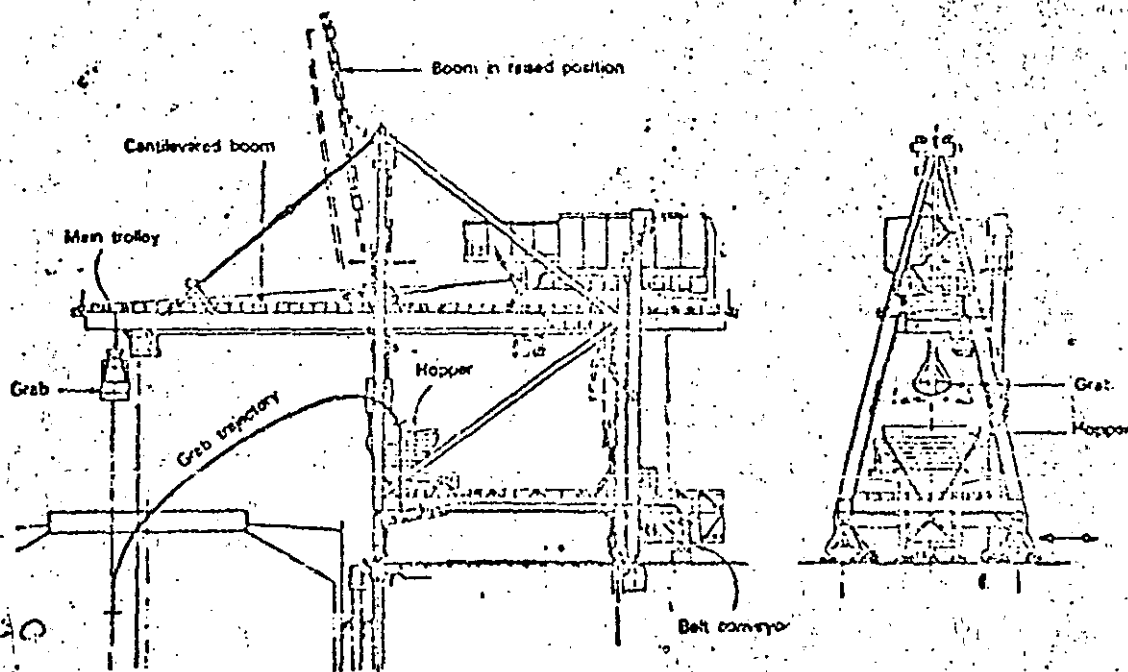 Boom in raised position
Cantilevered boom
Main trolley
Hopper
Grab
Grab trajectory
Belt conveyor
Grab
Hopper